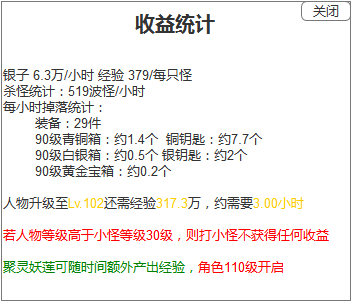 关闭
收益统计
银子 6.3万/小时 经验 379/每只怪
杀怪统计：519波怪/小时
每小时掉落统计：
装备：29件
90级青铜箱：约1.4个 铜钥匙：约7.7个
90级白银箱：约0.5个 银钥匙：约2个
90级黄金宝箱：约0.2个
人物升级至Lv.102还需经验317.3万，约需要3.00小时
若人物等级高于小怪等级30级，则打小怪不获得任何收益
聚灵妖莲可随时间额外产出经验，角色110级开启